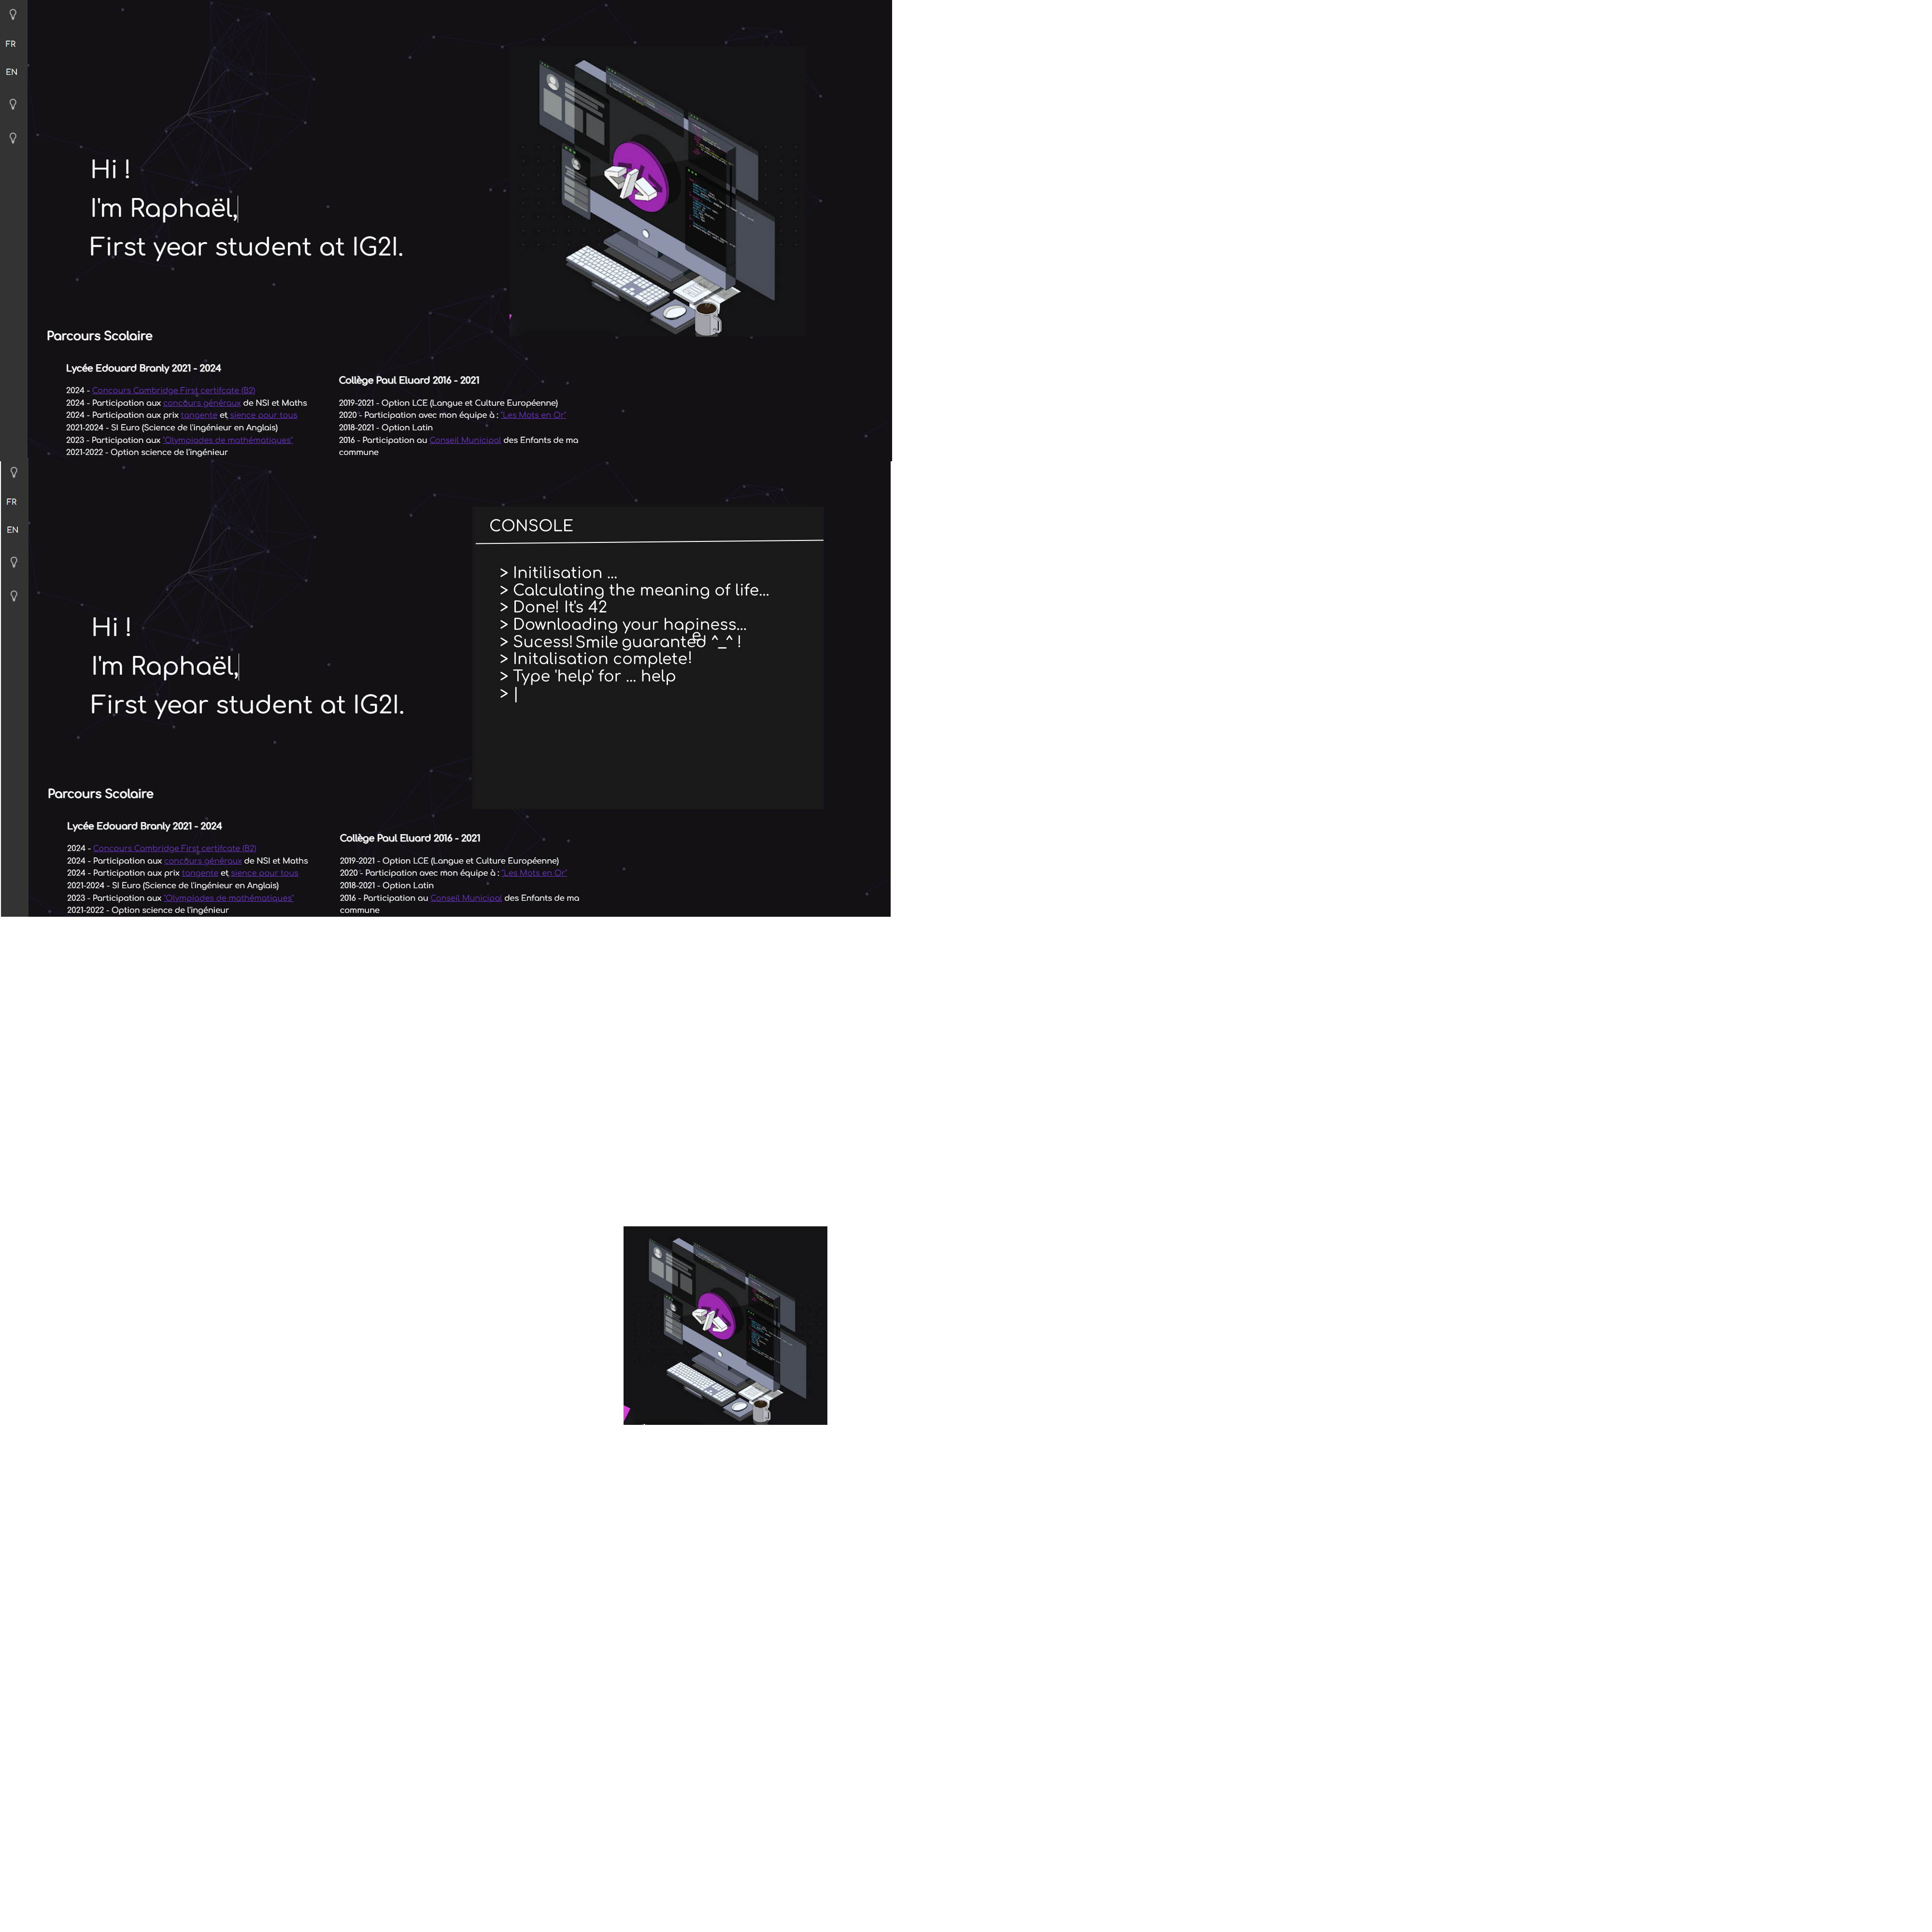 FR
EN
Hi !
I'm Raphaël,
First year student at IG2I.
Parcours Scolaire
Lycée Edouard Branly 2021 - 2024
2024 - Concours Cambridge First certifcate (B2)
2024 - Participation aux concours généraux de NSI et Maths
2024 - Participation aux prix tangente et sience pour tous
2021-2024 - SI Euro (Science de l'ingénieur en Anglais)
2023 - Participation aux "Olympiades de mathématiques"
2021-2022 - Option science de l'ingénieur
Collège Paul Eluard 2016 - 2021
2019-2021 - Option LCE (Langue et Culture Européenne)
2020 - Participation avec mon équipe à : "Les Mots en Or"
2018-2021 - Option Latin
2016 - Participation au Conseil Municipal des Enfants de ma
commune
FR
EN
Hi !
I'm Raphaël,
First year student at IG2I.
CONSOLE
> Initilisation ...
> Calculating the meaning of life...
> Done! It's 42
> Downloading your hapiness...
> Sucess! Smile guaranteed ^_^ !
> Initalisation complete!
> Type 'help' for ... help
> |
Parcours Scolaire
Lycée Edouard Branly 2021 - 2024
2024 - Concours Cambridge First certifcate (B2)
2024 - Participation aux concours généraux de NSI et Maths
2024 - Participation aux prix tangente et sience pour tous
2021-2024 - SI Euro (Science de l'ingénieur en Anglais)
2023 - Participation aux "Olympiades de mathématiques"
2021-2022 - Option science de l'ingénieur
Collège Paul Eluard 2016 - 2021
2019-2021 - Option LCE (Langue et Culture Européenne)
2020 - Participation avec mon équipe à : "Les Mots en Or"
2018-2021 - Option Latin
2016 - Participation au Conseil Municipal des Enfants de ma
commune